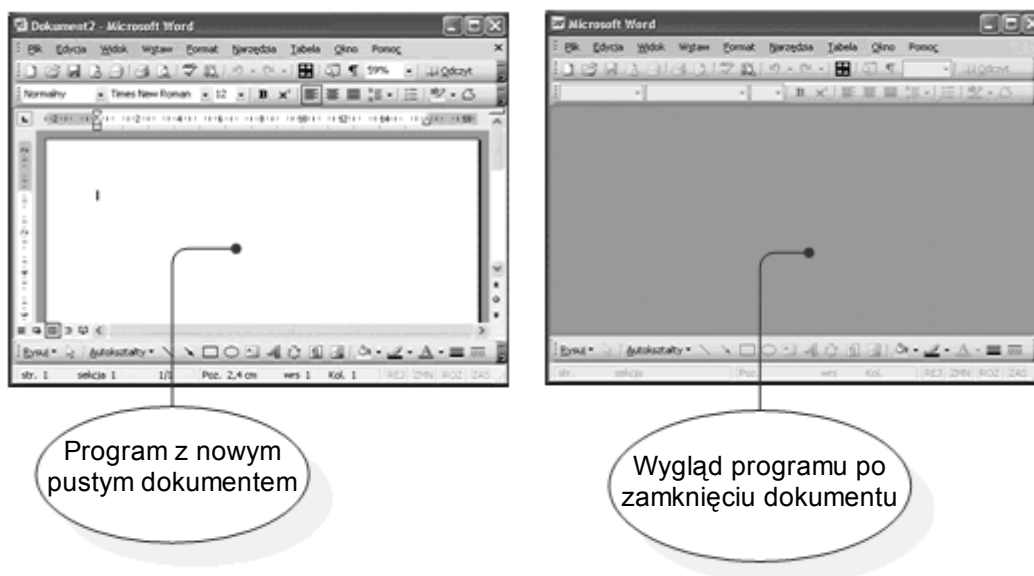 Dokument2 - Microsoft Word
Plik Edycja Widok Wstaw Format Narzędzia Tabela Okno Pomoc
59% Odczyt
Normalny Times New Roman 12 B
Rysuj Autokształty
str. 1 sekcja 1 1/1 Poz. 2,4 cm wrs 1 Kol. 1 REJ ZMN ROZ ZAS
Program z nowym
pustym dokumentem
Microsoft Word
Plik Edycja Widok Wstaw Format Narzędzia Tabela Okno Pomoc
Odczyt
B
Rysuj Autokształty
str. sekcja Poz. wrs Kol. REJ ZMN ROZ ZAS
Wygląd programu po
zamknięciu dokumentu